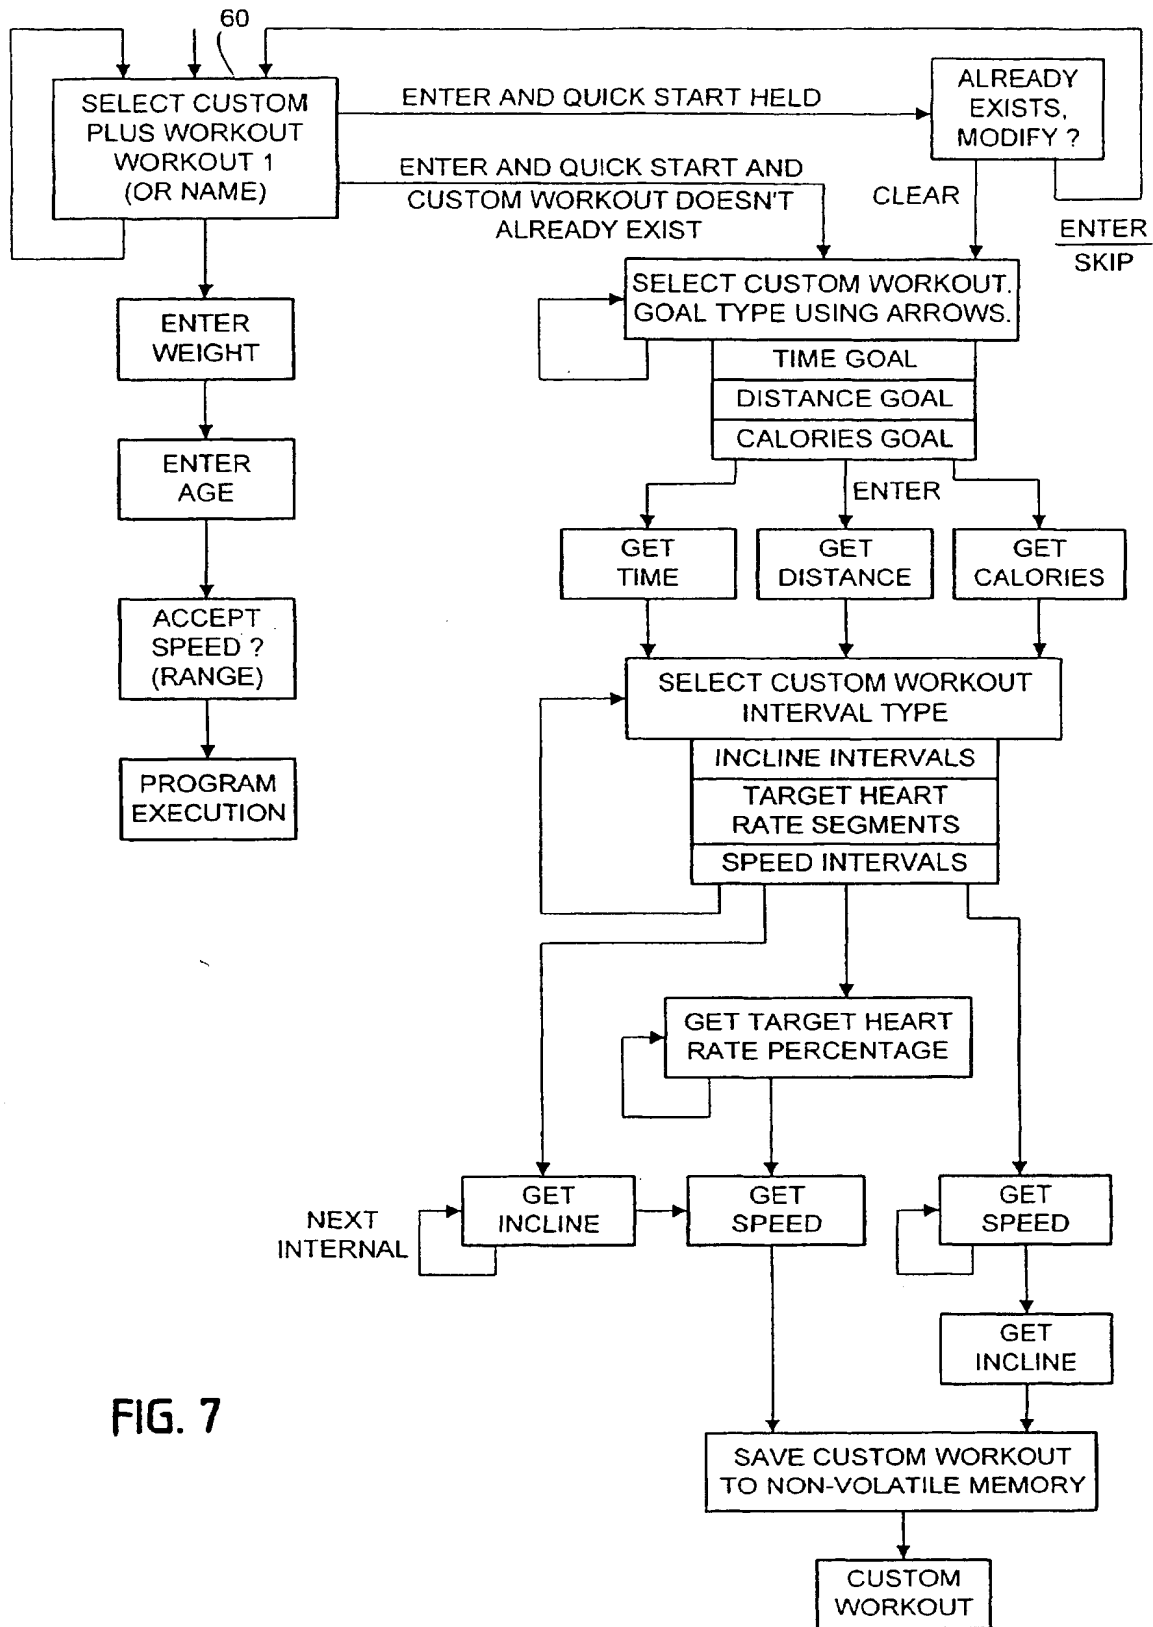 60
SELECT CUSTOM
PLUS WORKOUT
WORKOUT 1
(OR NAME)
ENTER AND QUICK START HELD
ALREADY
EXISTS,
MODIFY ?
ENTER AND QUICK START AND
CUSTOM WORKOUT DOESN'T
ALREADY EXIST
CLEAR
ENTER
SKIP
SELECT CUSTOM WORKOUT.
GOAL TYPE USING ARROWS.
TIME GOAL
DISTANCE GOAL
CALORIES GOAL
ENTER
WEIGHT
ENTER
AGE
ACCEPT
SPEED ?
(RANGE)
PROGRAM
EXECUTION
ENTER
GET
TIME
GET
DISTANCE
GET
CALORIES
SELECT CUSTOM WORKOUT
INTERVAL TYPE
INCLINE INTERVALS
TARGET HEART
RATE SEGMENTS
SPEED INTERVALS
GET TARGET HEART
RATE PERCENTAGE
NEXT
INTERNAL
GET
INCLINE
GET
SPEED
GET
SPEED
GET
INCLINE
SAVE CUSTOM WORKOUT
TO NON-VOLATILE MEMORY
CUSTOM
WORKOUT
FIG. 7